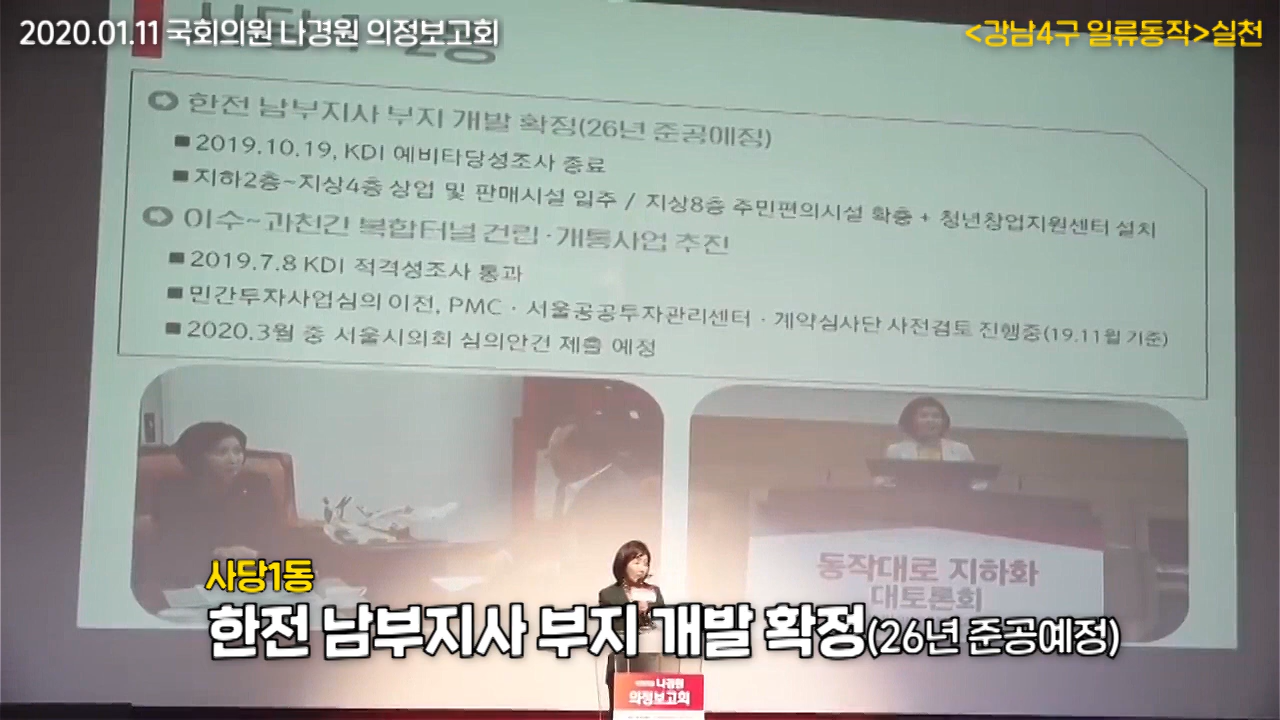 2020.01.11 국회의원 나경원 의정보고회
<강남4구 일류동작>실천
한전 남부지사 부지 개발 확정(26년 준공예정)
■ 2019.10.19, KDI 예비타당성조사 종료
■ 지하2층~지상4층 상업 및 판매시설 입주 / 지상8층 주민편의시설 확충 + 청년창업지원센터 설치
이수~과천간 복합터널 건립·개통사업 추진
■ 2019.7.8 KDI 적격성조사 통과
■ 민간투자사업심의 이전, PMC · 서울공공투자관리센터 · 계약심사단 사전검토 진행중(19.11월 기준)
■ 2020.3월 중 서울시의회 심의안건 제출 예정
동작대로 지하화
대토론회
사당1동
한전 남부지사 부지 개발 확정(26년 준공예정)
나경원
의정보고회